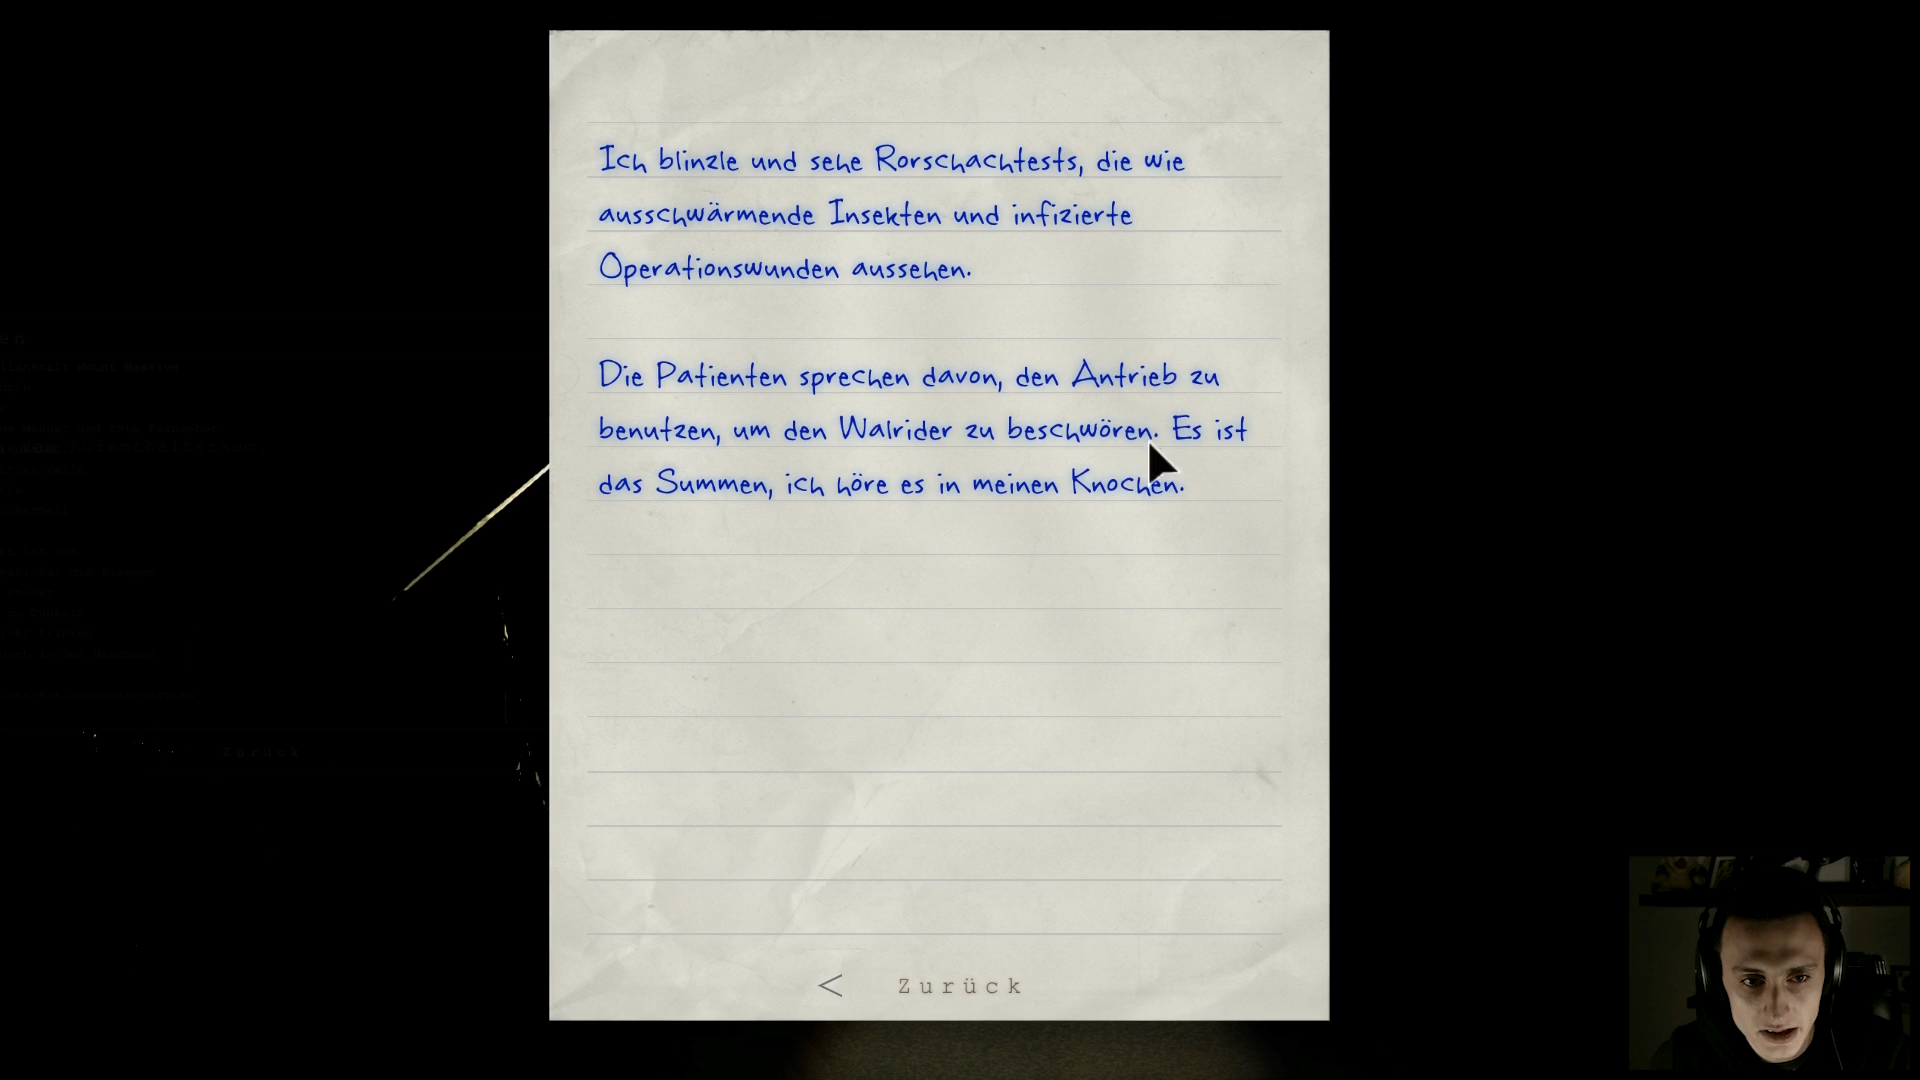 Ich blinzle und sehe Rorschachtests, die wie
ausschwärmende Insekten und infizierte
Operationswunden aussehen.
Die Patienten sprechen davon, den Antrieb zu
benutzen, um den Walrider zu beschwören. Es ist
das Summen, ich höre es in meinen Knochen.
< Zurück
Zurück